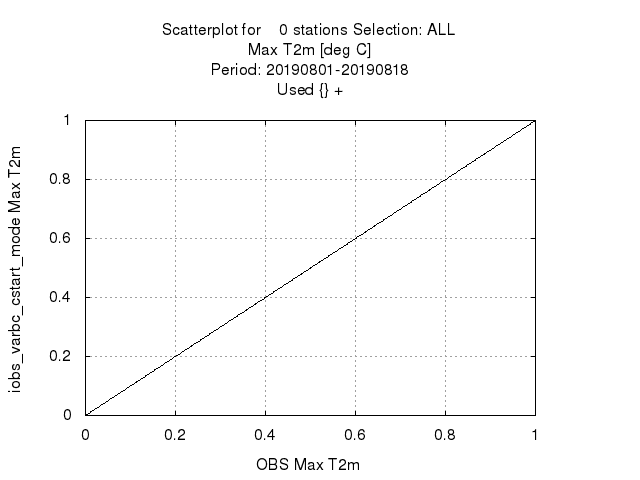 Scatterplot for    0 stations Selection: ALL
Max T2m [deg C]
Period: 20190801-20190818
Used {} +
iobs_varbc_cstart_mode Max T2m
1
0.8
0.6
0.4
0.2
0
0 0.2 0.4 0.6 0.8 1
OBS Max T2m